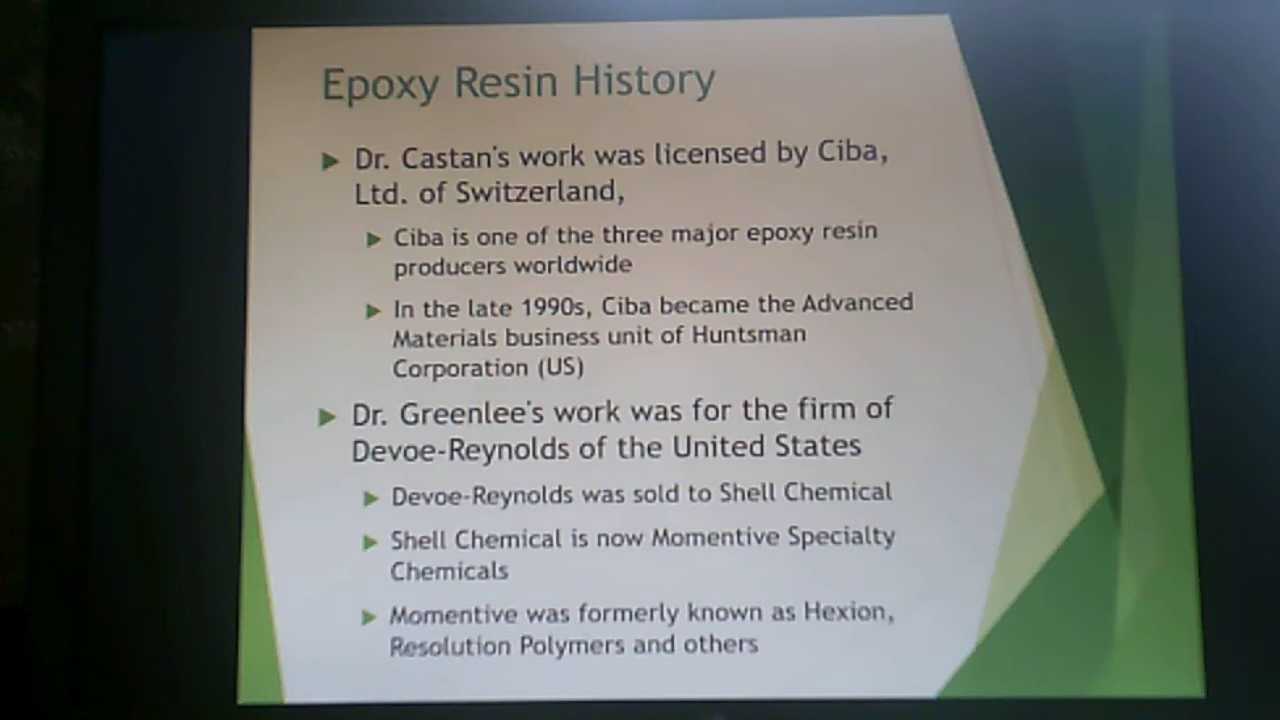 Epoxy Resin History
Dr. Castan's work was licensed by Ciba,
Ltd. of Switzerland,
Ciba is one of the three major epoxy resin
producers worldwide
In the late 1990s, Ciba became the Advanced
Materials business unit of Huntsman
Corporation (US)
Dr. Greenlee's work was for the firm of
Devoe-Reynolds of the United States
Devoe-Reynolds was sold to Shell Chemical
Shell Chemical is now Momentive Specialty
Chemicals
Momentive was formerly known as Hexion,
Resolution Polymers and others